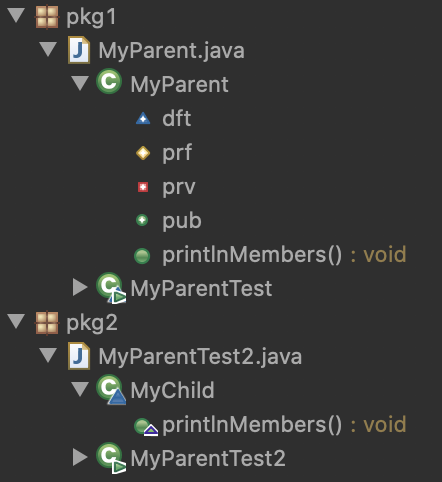 pkg1
MyParent.java
MyParent
dft
prf
prv
pub
printlnMembers() : void
MyParentTest
pkg2
MyParentTest2.java
MyChild
printlnMembers() : void
MyParentTest2